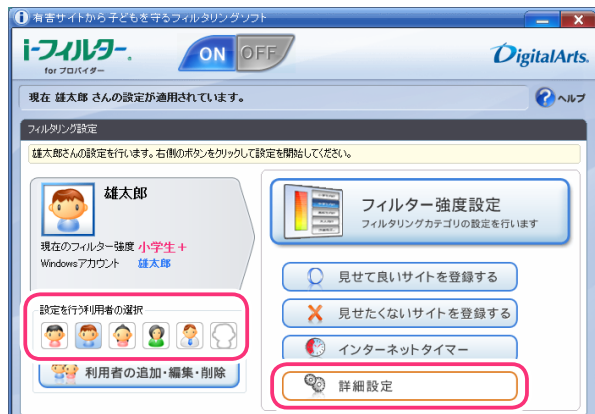 有害サイトから子どもを守るフィルタリングソフト
i-フィルター®
for プロバイダー
ON OFF
DigitalArts.
現在 雄太郎 さんの設定が適用されています。
ヘルプ
フィルタリング設定
雄太郎さんの設定を行います。右側のボタンをクリックして設定を開始してください。
雄太郎
現在のフィルター強度 小学生+
Windowsアカウント 雄太郎
設定を行う利用者の選択
利用者の追加・編集・削除
フィルター強度設定
フィルタリングカテゴリの設定を行います
見せて良いサイトを登録する
見せたくないサイトを登録する
インターネットタイマー
詳細設定